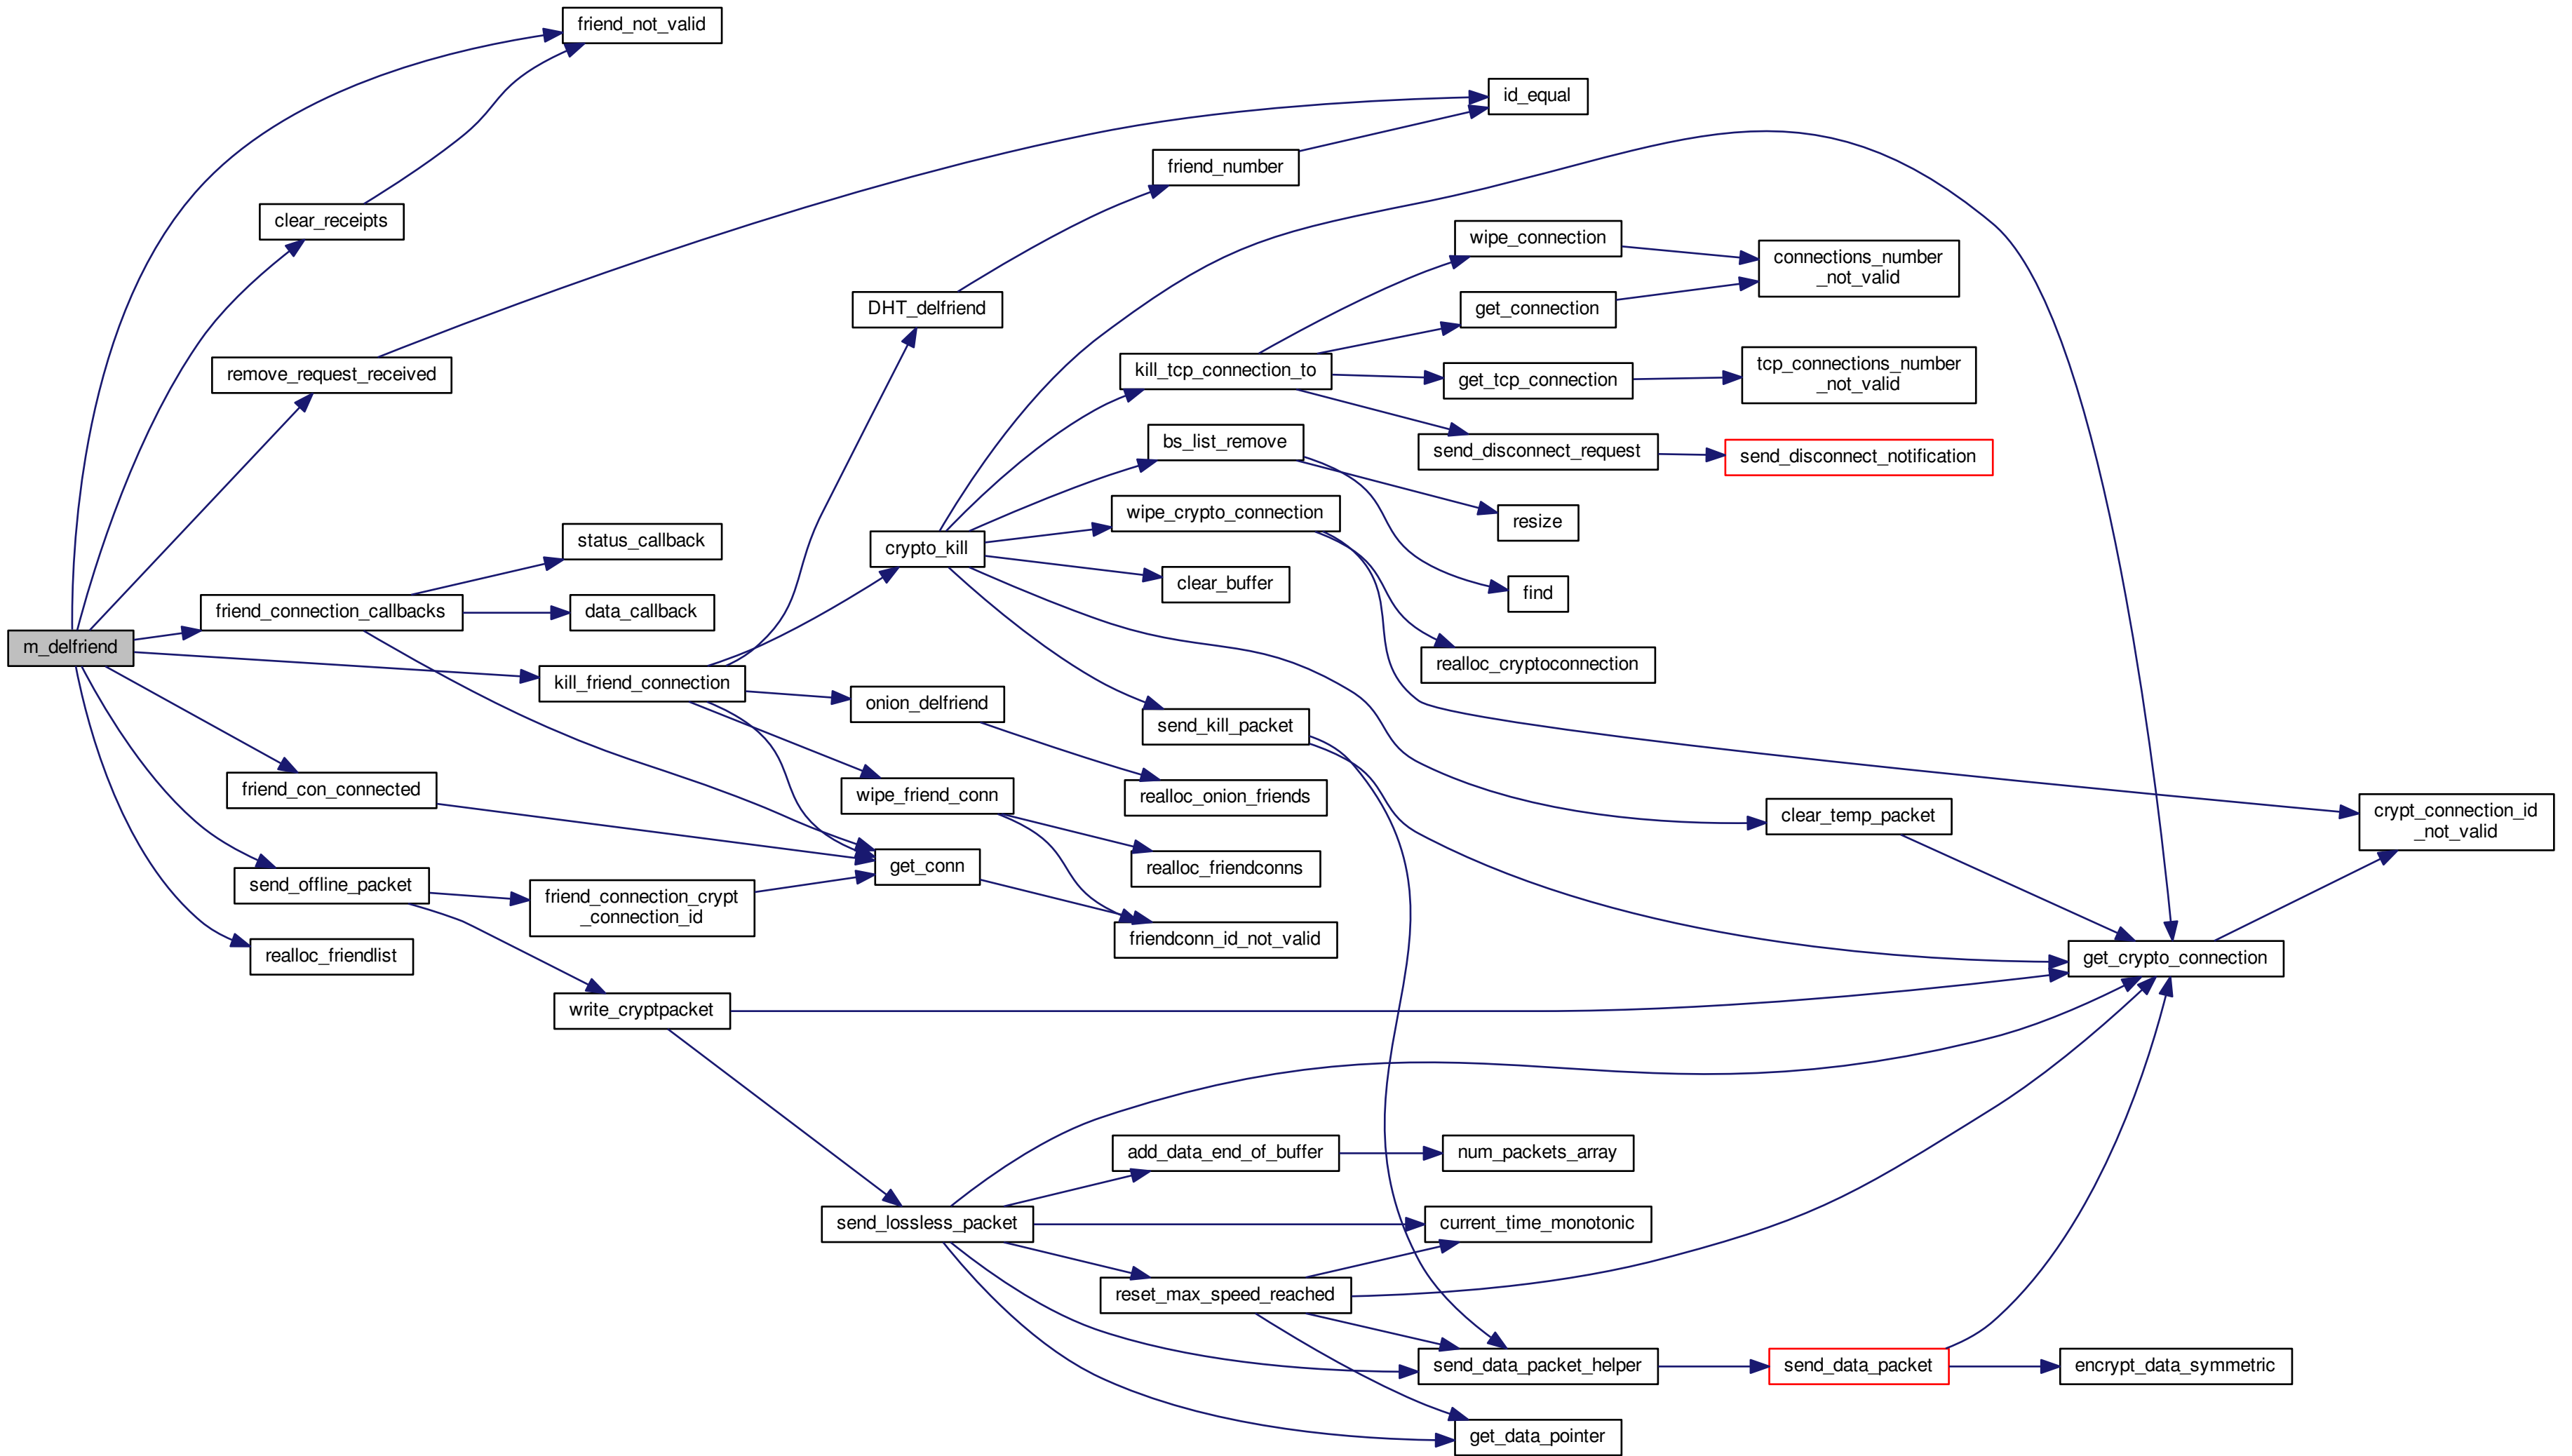 friend_not_valid
id_equal
friend_number
clear_receipts
wipe_connection
connections_number
_not_valid
DHT_delfriend
get_connection
remove_request_received
kill_tcp_connection_to
get_tcp_connection
tcp_connections_number
_not_valid
bs_list_remove
send_disconnect_request
send_disconnect_notification
wipe_crypto_connection
resize
status_callback
crypto_kill
clear_buffer
find
friend_connection_callbacks
data_callback
m_delfriend
realloc_cryptoconnection
kill_friend_connection
onion_delfriend
send_kill_packet
friend_con_connected
wipe_friend_conn
realloc_onion_friends
clear_temp_packet
crypt_connection_id
_not_valid
get_conn
realloc_friendconns
send_offline_packet
friend_connection_crypt
_connection_id
friendconn_id_not_valid
realloc_friendlist
get_crypto_connection
write_cryptpacket
add_data_end_of_buffer
num_packets_array
send_lossless_packet
current_time_monotonic
reset_max_speed_reached
send_data_packet_helper
send_data_packet
encrypt_data_symmetric
get_data_pointer